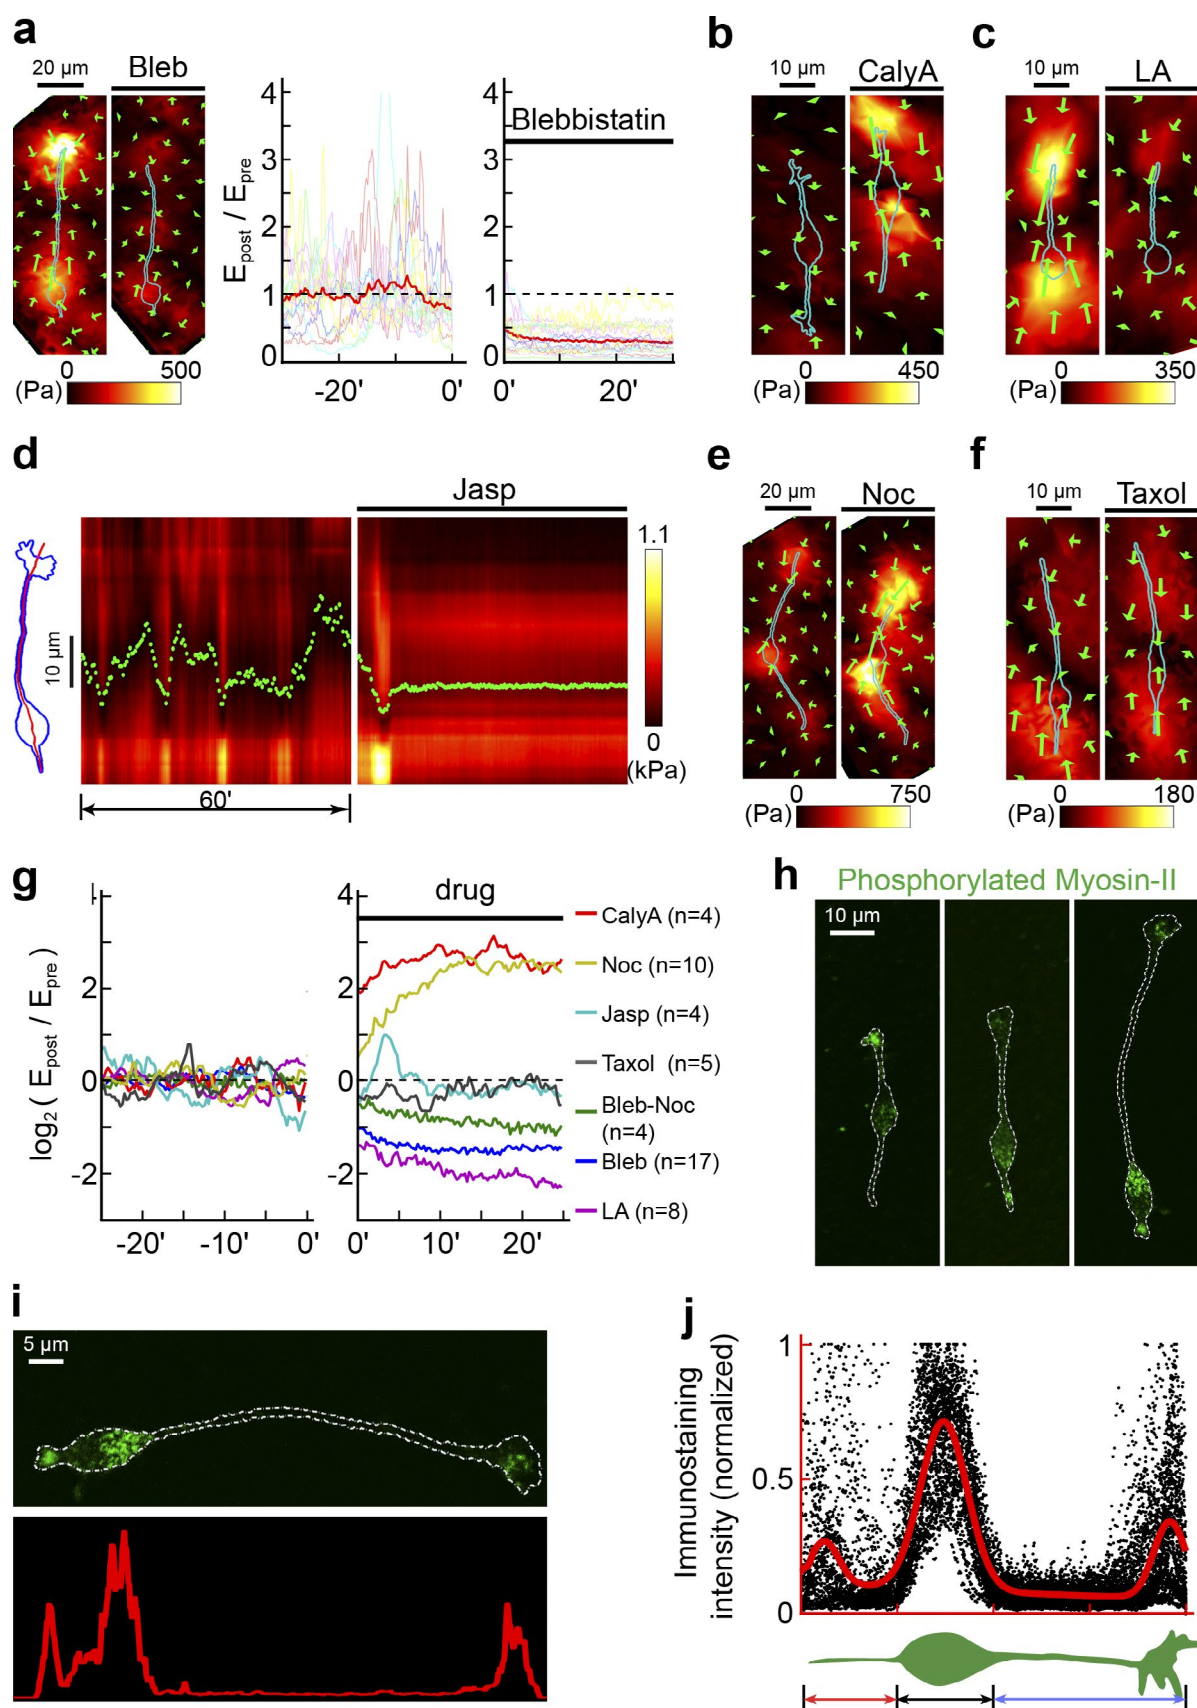 a
20 µm
Bleb
E post / E pre
4
3
2
1
0
-20'
0'
4
3
2
1
0
Blebbistatin
0'
20'
0
500
(Pa)
b
10 µm
CalyA
0
450
(Pa)
c
10 µm
LA
0
350
(Pa)
d
10 µm
Jasp
60'
1.1
0
(kPa)
e
20 µm
Noc
0
750
(Pa)
f
10 µm
Taxol
0
180
(Pa)
g
log2 ( E post / E pre )
2
0
-2
-20'
-10'
0'
4
2
0
-2
drug
0'
10'
20'
CalyA (n=4)
Noc (n=10)
Jasp (n=4)
Taxol (n=5)
Bleb-Noc
(n=4)
Bleb (n=17)
LA (n=8)
h
Phosphorylated Myosin-II
10 µm
i
5 µm
j
Immunostaining
intensity (normalized)
1
0.5
0